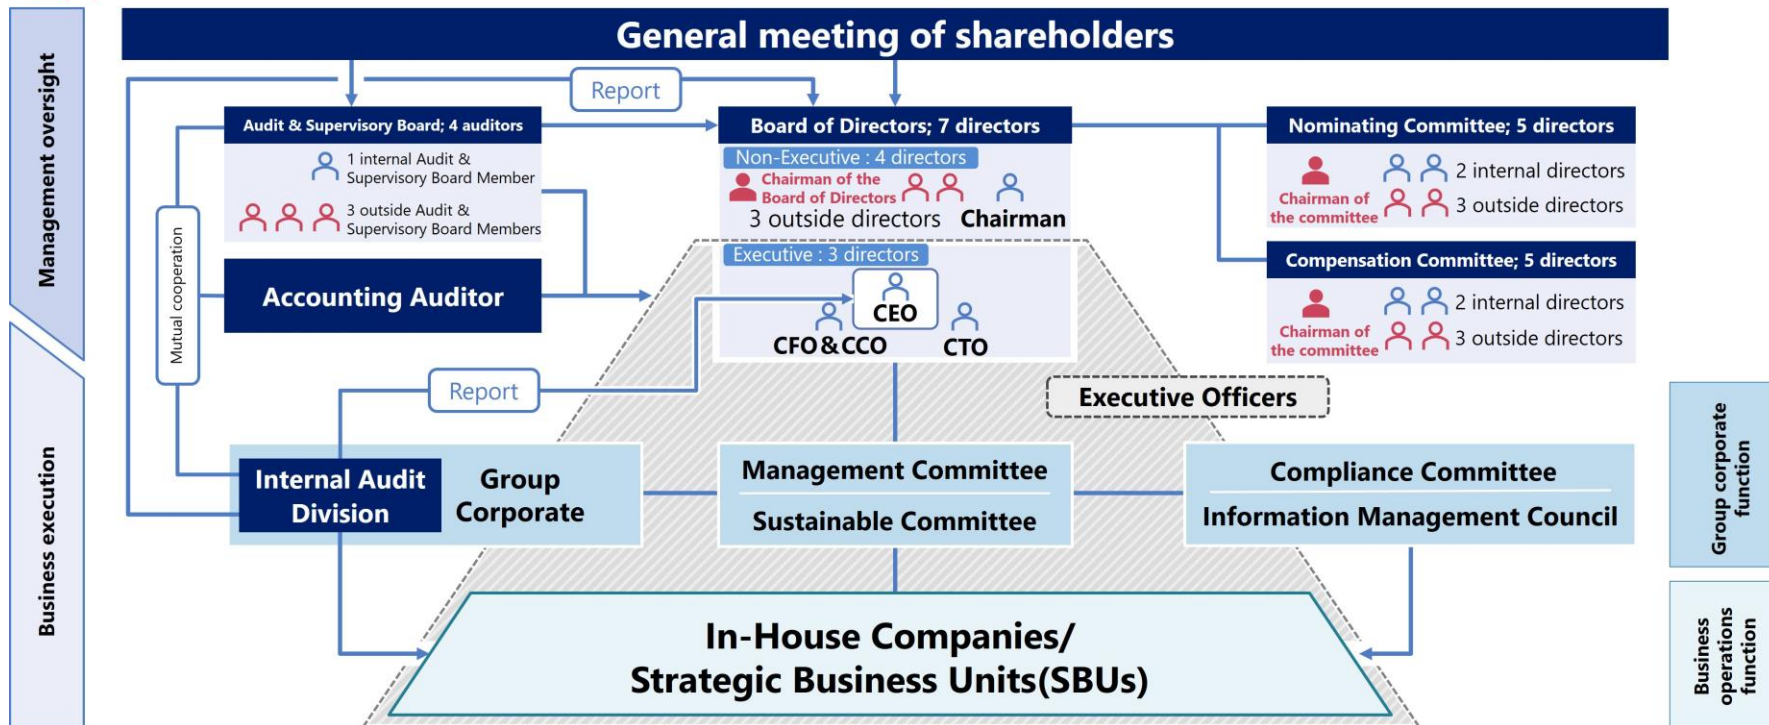 General meeting of shareholders
Management oversight
Business execution
Report
Audit & Supervisory Board; 4 auditors
1 internal Audit &
Supervisory Board Member
3 outside Audit &
Supervisory Board Members
Mutual cooperation
Accounting Auditor
Board of Directors; 7 directors
Non-Executive : 4 directors
Chairman of the
Board of Directors
3 outside directors
Chairman
Executive : 3 directors
CEO
CFO&CCO
CTO
Nominating Committee; 5 directors
Chairman of
the committee
2 internal directors
3 outside directors
Compensation Committee; 5 directors
Chairman of
the committee
2 internal directors
3 outside directors
Report
Executive Officers
Internal Audit
Division
Group
Corporate
Management Committee
Sustainable Committee
Compliance Committee
Information Management Council
Group corporate
function
In-House Companies/
Strategic Business Units(SBUs)
Business
operations
function